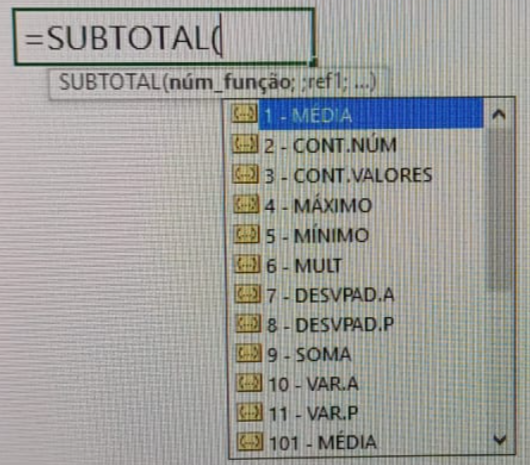 =SUBTOTAL(
SUBTOTAL(núm_função; ;ref1; ...)
(...) 1 - MÉDIA
(...) 2 - CONT.NÚM
(...) 3 - CONT.VALORES
(...) 4 - MÁXIMO
(...) 5 - MÍNIMO
(...) 6 - MULT
(...) 7 - DESVPAD.A
(...) 8 - DESVPAD.P
(...) 9 - SOMA
(...) 10 - VAR.A
(...) 11 - VAR.P
(...) 101 - MÉDIA